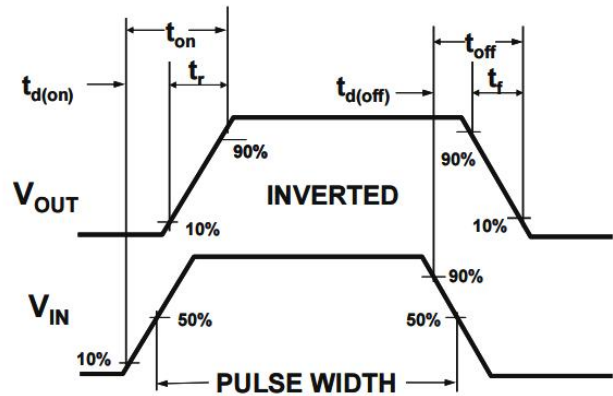 t_on t_off
t_d(on) t_r t_d(off) t_f
90% 90%
V_OUT INVERTED
10% 10%
90%
V_IN 50% 50%
10%
PULSE WIDTH